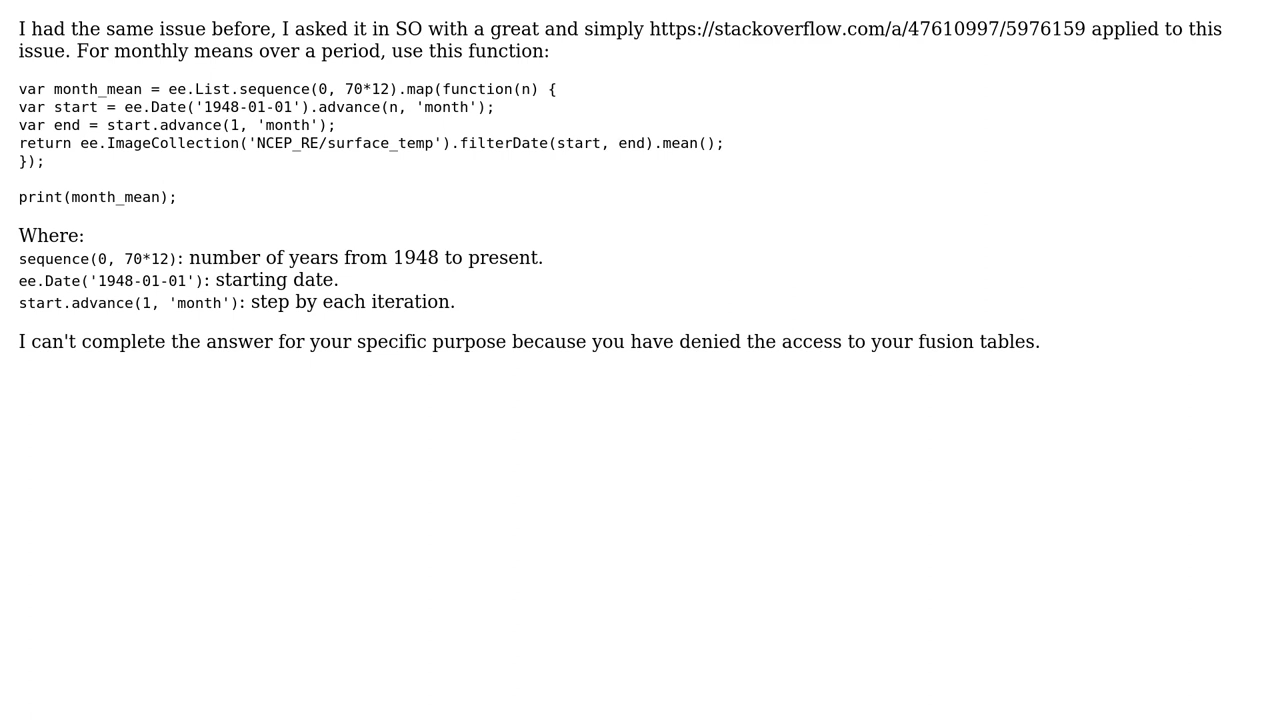 I had the same issue before, I asked it in SO with a great and simply https://stackoverflow.com/a/47610997/5976159 applied to this
issue. For monthly means over a period, use this function:
var month_mean = ee.List.sequence(0, 70*12).map(function(n) {
var start = ee.Date('1948-01-01').advance(n, 'month');
var end = start.advance(1, 'month');
return ee.ImageCollection('NCEP_RE/surface_temp').filterDate(start, end).mean();
});
print(month_mean);
Where:
sequence(0, 70*12): number of years from 1948 to present.
ee.Date('1948-01-01'): starting date.
start.advance(1, 'month'): step by each iteration.
I can't complete the answer for your specific purpose because you have denied the access to your fusion tables.